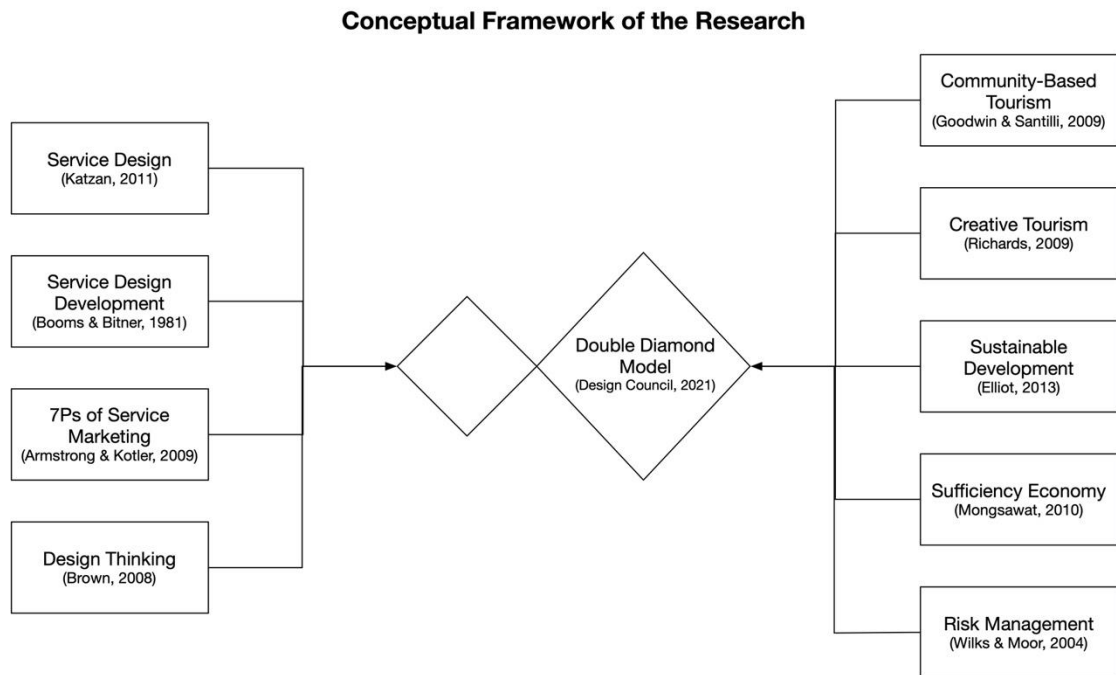 Conceptual Framework of the Research
Service Design
(Katzan, 2011)
Service Design
Development
(Booms & Bitner, 1981)
7Ps of Service
Marketing
(Armstrong & Kotler, 2009)
Design Thinking
(Brown, 2008)
Double Diamond
Model
(Design Council, 2021)
Community-Based
Tourism
(Goodwin & Santilli, 2009)
Creative Tourism
(Richards, 2009)
Sustainable
Development
(Elliot, 2013)
Sufficiency Economy
(Mongsawat, 2010)
Risk Management
(Wilks & Moor, 2004)